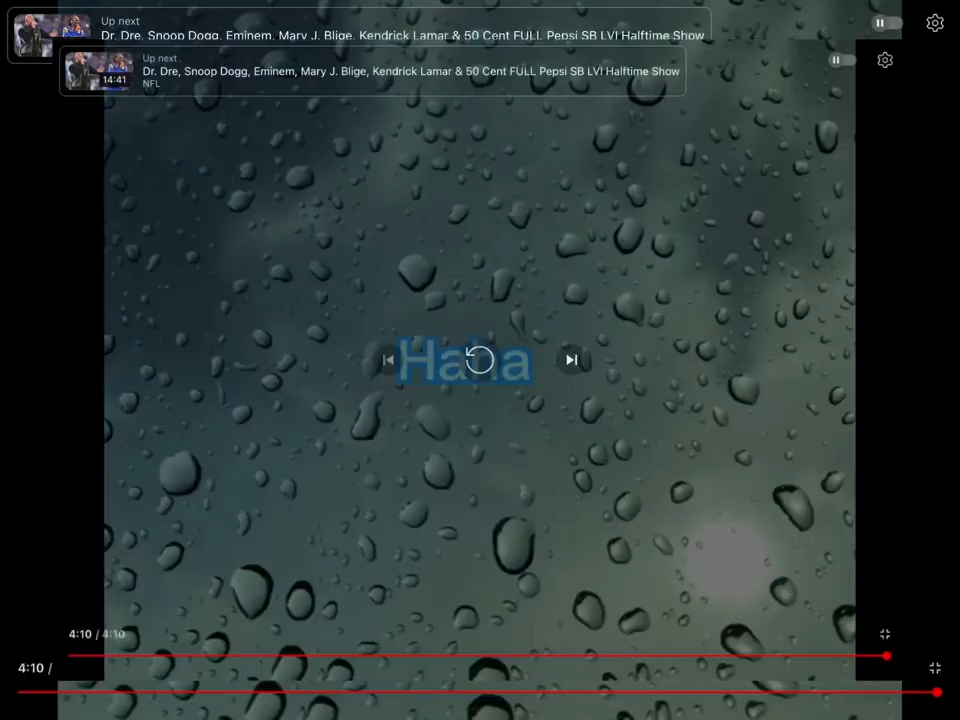 Up next
Dr. Dre, Snoop Dogg, Eminem, Mary J. Blige, Kendrick Lamar & 50 Cent FULL Pepsi SB LVI Halftime Show
Up next
14:41
Dr. Dre, Snoop Dogg, Eminem, Mary J. Blige, Kendrick Lamar & 50 Cent FULL Pepsi SB LVI Halftime Show
NFL
Haha
4:10 / 4:10
4:10 /